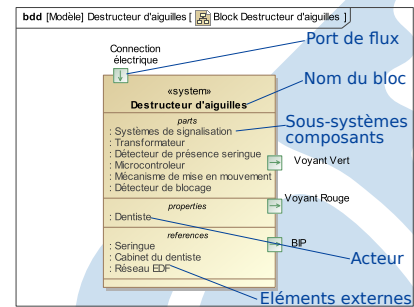 bdd [Modèle] Destructeur d'aiguilles [ Block Destructeur d'aiguilles ]
Port de flux
Connection
électrique
Nom du bloc
«system»
Destructeur d'aiguilles
parts
: Systèmes de signalisation
: Transformateur
: Détecteur de présence seringue
: Microcontroleur
: Mécanisme de mise en mouvement
: Détecteur de blocage
Sous-systèmes
composants
Voyant Vert
properties
: Dentiste
Voyant Rouge
references
: Seringue
: Cabinet du dentiste
: Réseau EDF
BIP
Acteur
Eléments externes